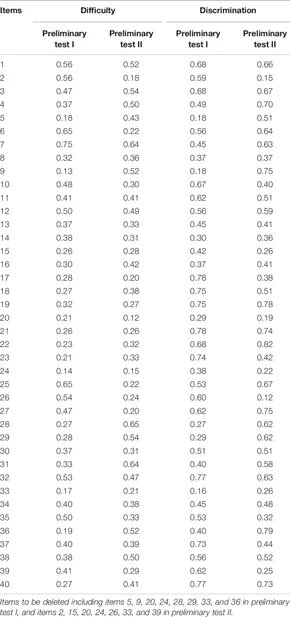 Items Difficulty Discrimination
Preliminary test I Preliminary test II Preliminary test I Preliminary test II
1 0.56 0.52 0.68 0.66
2 0.56 0.18 0.59 0.15
3 0.47 0.54 0.68 0.67
4 0.37 0.50 0.49 0.70
5 0.18 0.43 0.18 0.51
6 0.65 0.22 0.56 0.64
7 0.75 0.64 0.45 0.63
8 0.32 0.36 0.37 0.37
9 0.13 0.52 0.18 0.75
10 0.48 0.30 0.67 0.40
11 0.41 0.41 0.62 0.51
12 0.50 0.49 0.56 0.59
13 0.37 0.33 0.45 0.41
14 0.38 0.31 0.30 0.36
15 0.26 0.28 0.42 0.26
16 0.30 0.42 0.37 0.41
17 0.28 0.20 0.78 0.38
18 0.27 0.38 0.75 0.51
19 0.32 0.27 0.75 0.78
20 0.21 0.12 0.29 0.19
21 0.26 0.26 0.78 0.74
22 0.23 0.32 0.68 0.82
23 0.21 0.33 0.74 0.42
24 0.14 0.15 0.38 0.22
25 0.65 0.22 0.53 0.67
26 0.54 0.24 0.60 0.12
27 0.47 0.20 0.62 0.75
28 0.27 0.65 0.27 0.62
29 0.28 0.54 0.29 0.62
30 0.37 0.31 0.51 0.51
31 0.33 0.64 0.40 0.58
32 0.53 0.47 0.77 0.63
33 0.17 0.21 0.16 0.26
34 0.40 0.38 0.45 0.48
35 0.50 0.33 0.53 0.32
36 0.19 0.52 0.39 0.79
37 0.40 0.39 0.73 0.44
38 0.38 0.50 0.56 0.52
39 0.41 0.29 0.62 0.25
40 0.27 0.41 0.77 0.73
Items to be deleted including items 5, 9, 20, 24, 28, 29, 33, and 36 in preliminary
test I, and items 2, 15, 20, 24, 26, 33, and 39 in preliminary test II.